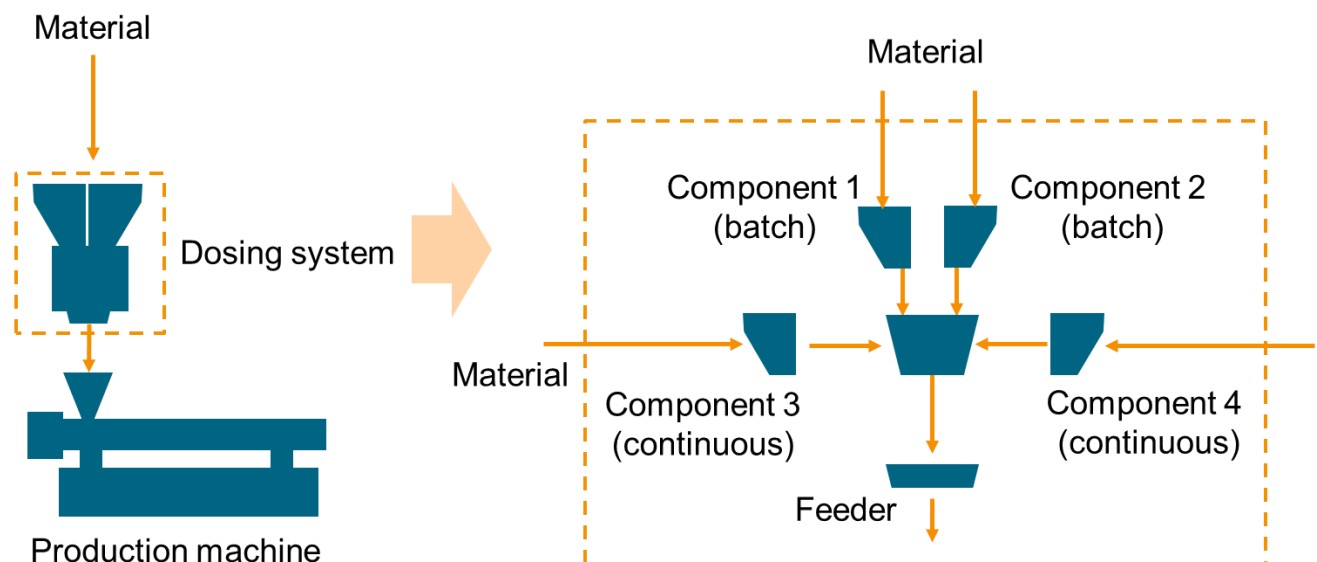 Material
Dosing system
Production machine
Material
Component 1
(batch)
Component 2
(batch)
Material
Component 3
(continuous)
Component 4
(continuous)
Feeder